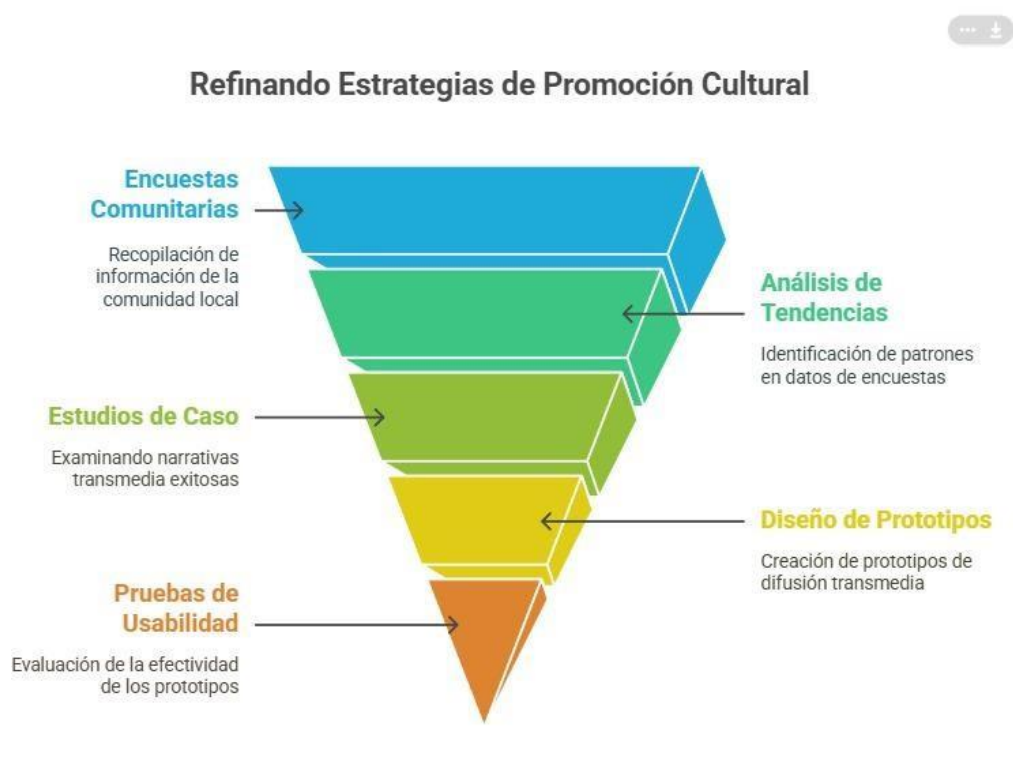 Refinando Estrategias de Promoción Cultural
Encuestas
Comunitarias
Recopilación de
información de la
comunidad local
Análisis de
Tendencias
Identificación de patrones
en datos de encuestas
Estudios de Caso
Examinando narrativas
transmedia exitosas
Diseño de Prototipos
Creación de prototipos de
difusión transmedia
Pruebas de
Usabilidad
Evaluación de la efectividad
de los prototipos